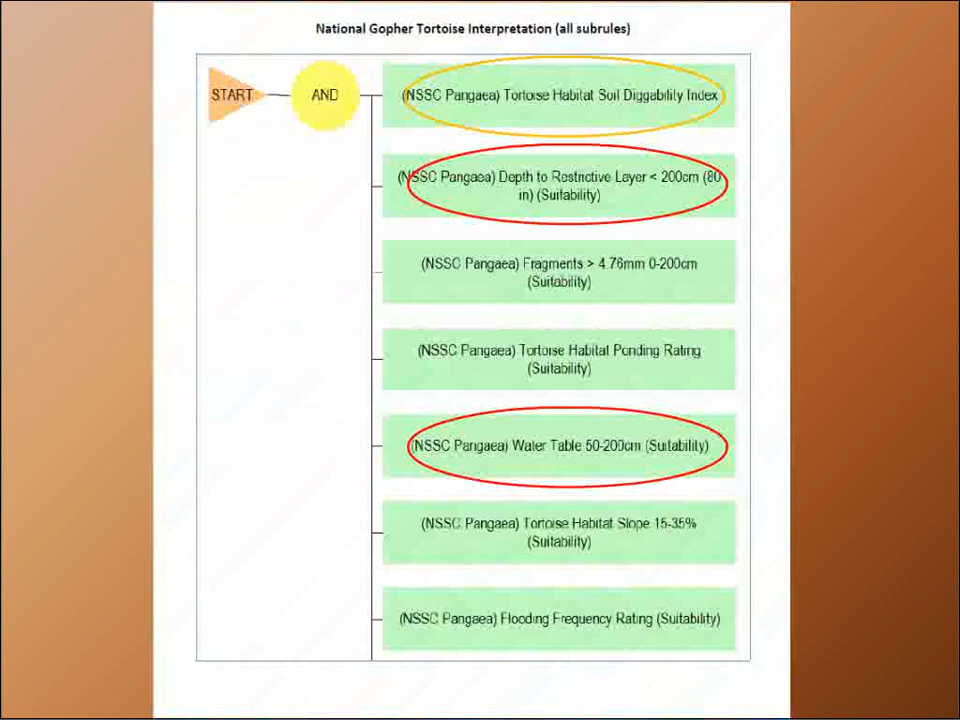 National Gopher Tortoise Interpretation (all subrules)
START
AND
(NSSC Pangaea) Tortoise Habitat Soil Diggability Index
(NSSC Pangaea) Depth to Restrictive Layer < 200cm (80
in) (Suitability)
(NSSC Pangaea) Fragments > 4.76mm 0-200cm
(Suitability)
(NSSC Pangaea) Tortoise Habitat Ponding Rating
(Suitability)
(NSSC Pangaea) Water Table 50-200cm (Suitability)
(NSSC Pangaea) Tortoise Habitat Slope 15-35%
(Suitability)
(NSSC Pangaea) Flooding Frequency Rating (Suitability)